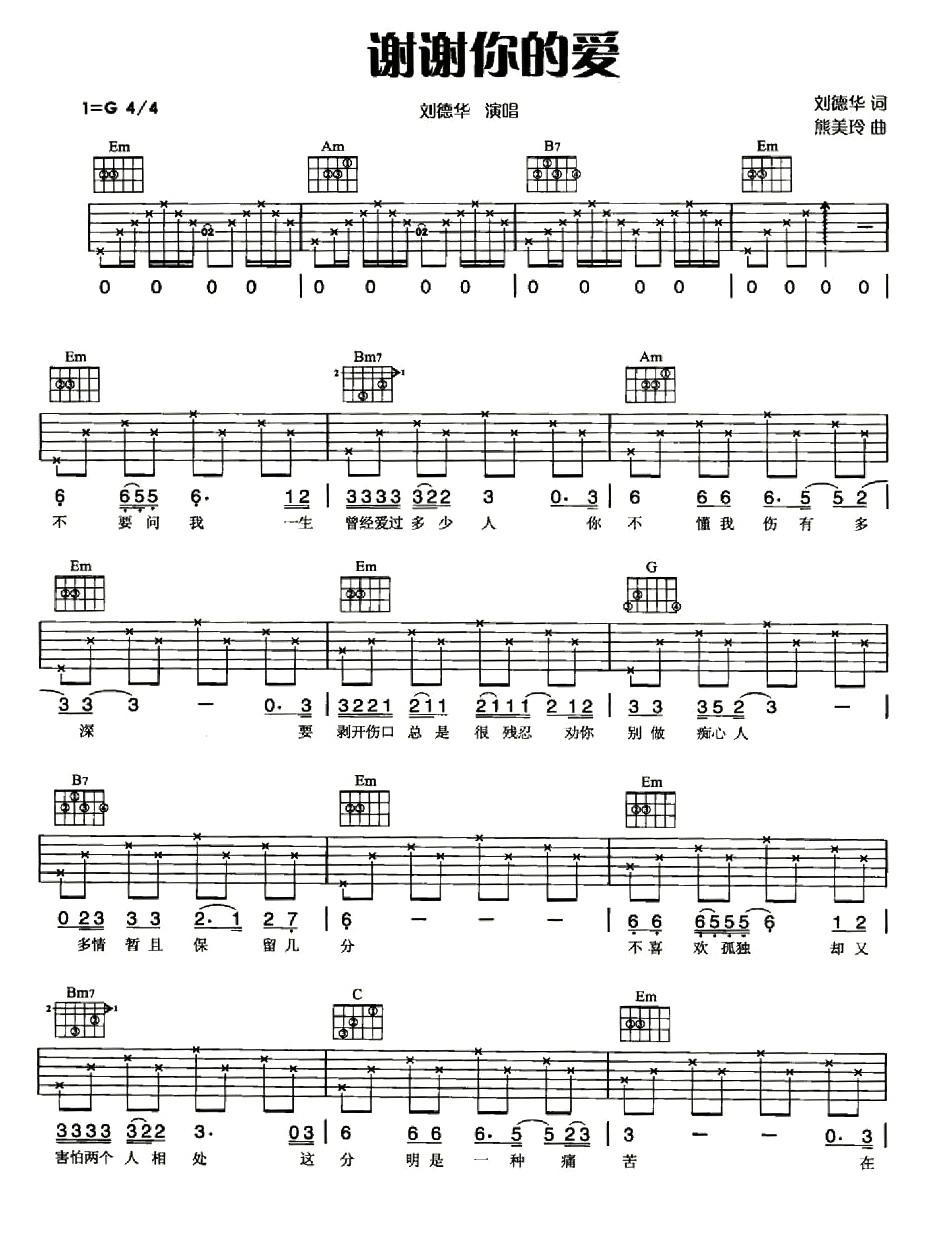 谢谢你的爱
1=G 4/4
刘德华 演唱
刘德华 词
熊美玲 曲
Em Am B7 Em
0 0 0 0 | 0 0 0 0 | 0 0 0 0 | 0 0 0 0 |
Em Bm7 Am
6 655 6· 12 | 3333 322 3 0· 3 | 6 66 6· 5 52 |
不 要问 我 一生 曾经爱过 多少 人 你 不 懂我 伤有 多
Em Em G
33 3 — 0· 3 | 3221 211 2111 212 | 33 352 3 — |
深 要 剥开伤口 总是 很残忍 劝你 别做 痴心人
B7 Em Em
023 33 2· 1 27 | 6 — — — | 66 6555 6 12
多情 暂且 保 留几 分 不喜 欢孤独 却又
Bm7 C Em
3333 322 3· 03 | 6 66 6· 5 523 | 3 — — 0· 3 |
害怕两个 人相 处 这 分 明是 一种 痛 苦 在